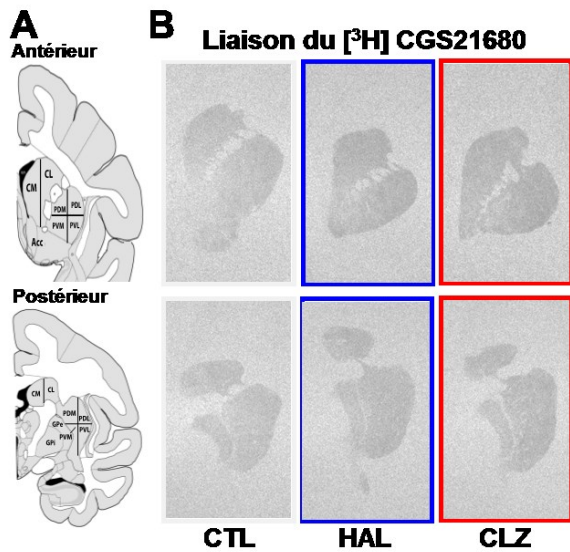 A
Antérieur
CM
CL
PDM
PDL
PVM
PVL
Acc
Postérieur
CM
CL
PDM
PDL
GPe
PVM
PVL
GPi
B
Liaison du [³H] CGS21680
CTL
HAL
CLZ